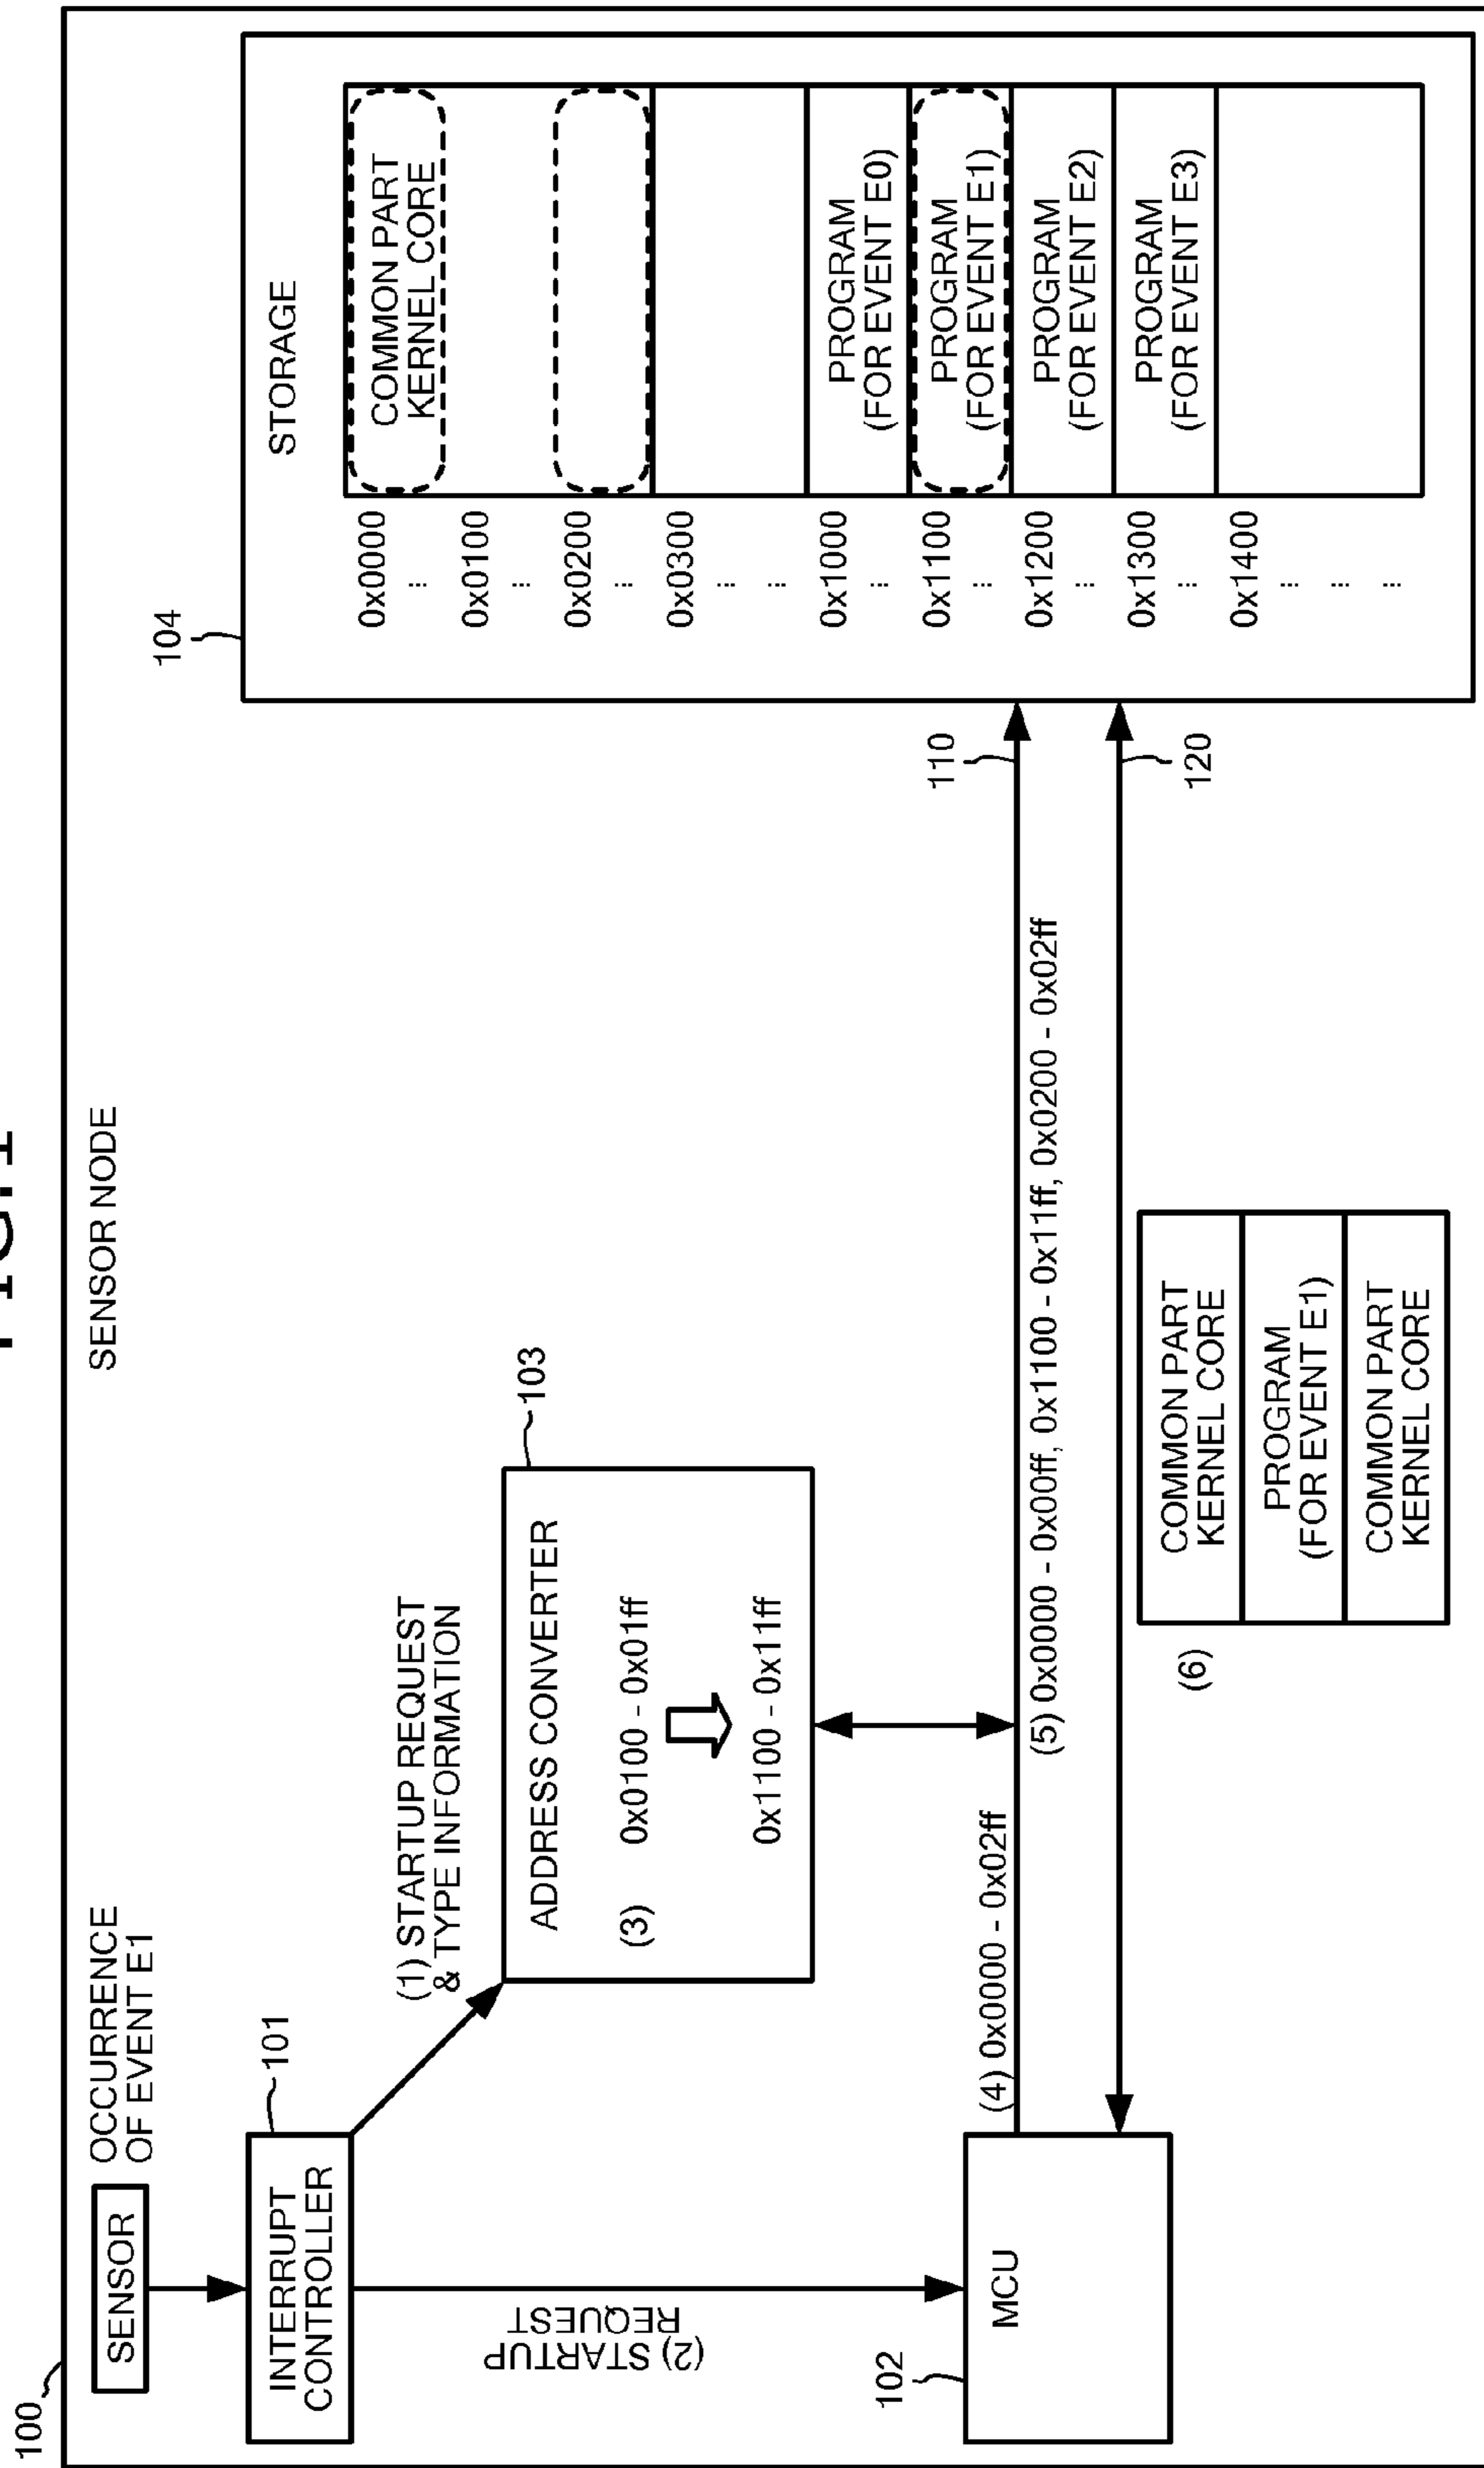 FIG.1
100
SENSOR NODE
SENSOR
OCCURRENCE
OF EVENT E1
101
INTERRUPT
CONTROLLER
(1) STARTUP REQUEST
& TYPE INFORMATION
(2) STARTUP
REQUEST
103
ADDRESS CONVERTER
(3)
0x0100 - 0x01ff
0x1100 - 0x11ff
102
MCU
(4) 0x0000 - 0x02ff
(5) 0x0000 - 0x00ff, 0x1100 - 0x11ff, 0x0200 - 0x02ff
110
120
(6)
COMMON PART
KERNEL CORE
PROGRAM
(FOR EVENT E1)
COMMON PART
KERNEL CORE
104
STORAGE
0x0000
...
0x0100
...
0x0200
...
0x0300
...
...
0x1000
...
0x1100
...
0x1200
...
0x1300
...
0x1400
...
...
...
COMMON PART
KERNEL CORE
PROGRAM
(FOR EVENT E0)
PROGRAM
(FOR EVENT E1)
PROGRAM
(FOR EVENT E2)
PROGRAM
(FOR EVENT E3)